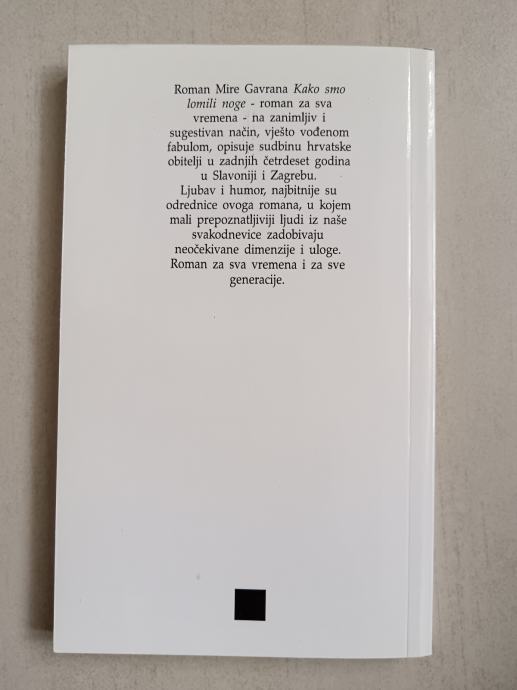 Roman Mire Gavrana Kako smo
lomili noge - roman za sva
vremena - na zanimljiv i
sugestivan način, vješto vođenom
fabulom, opisuje sudbinu hrvatske
obitelji u zadnjih četrdeset godina
u Slavoniji i Zagrebu.
Ljubav i humor, najbitnije su
odrednice ovoga romana, u kojem
mali prepoznatljiviji ljudi iz naše
svakodnevice zadobivaju
neočekivane dimenzije i uloge.
Roman za sva vremena i za sve
generacije.